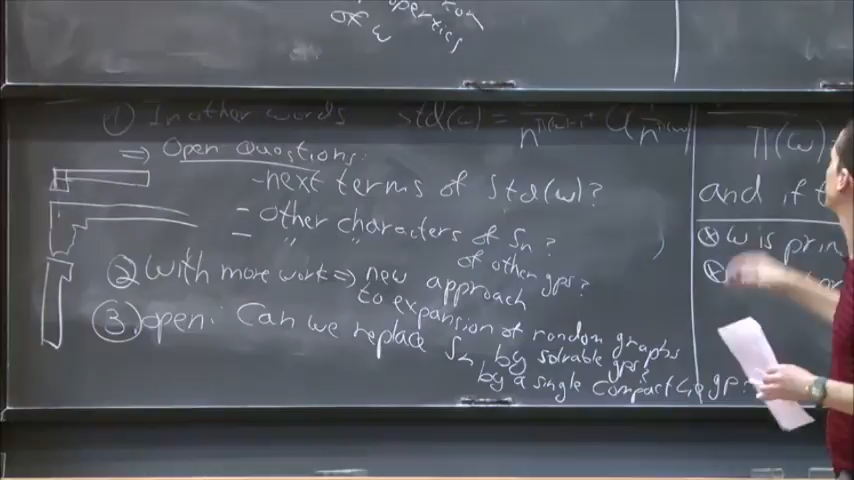 of w
properties
① In other words std(w) =
⇒ Open Questions:
π(w)
- next terms of std(w)?
and if
- other characters of Sn?
- " " of other gps?
⊗ w is prim
② With more work ⇒ new approach
to expansion of random graphs
③ open: Can we replace Sn by solvable gps?
by a single compact Lie gp?